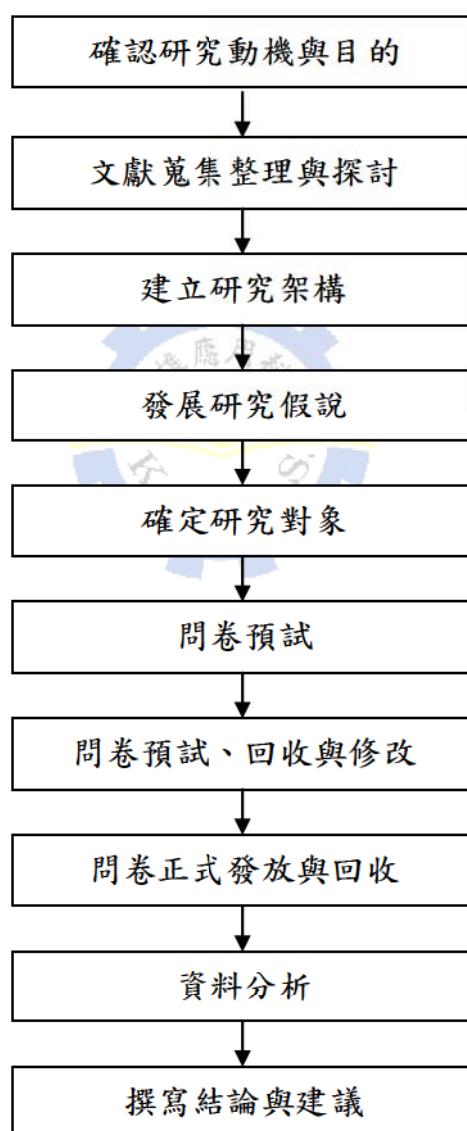 確認研究動機與目的
文獻蒐集整理與探討
建立研究架構
應用
發展研究假說
K
S
確定研究對象
問卷預試
問卷預試、回收與修改
問卷正式發放與回收
資料分析
撰寫結論與建議